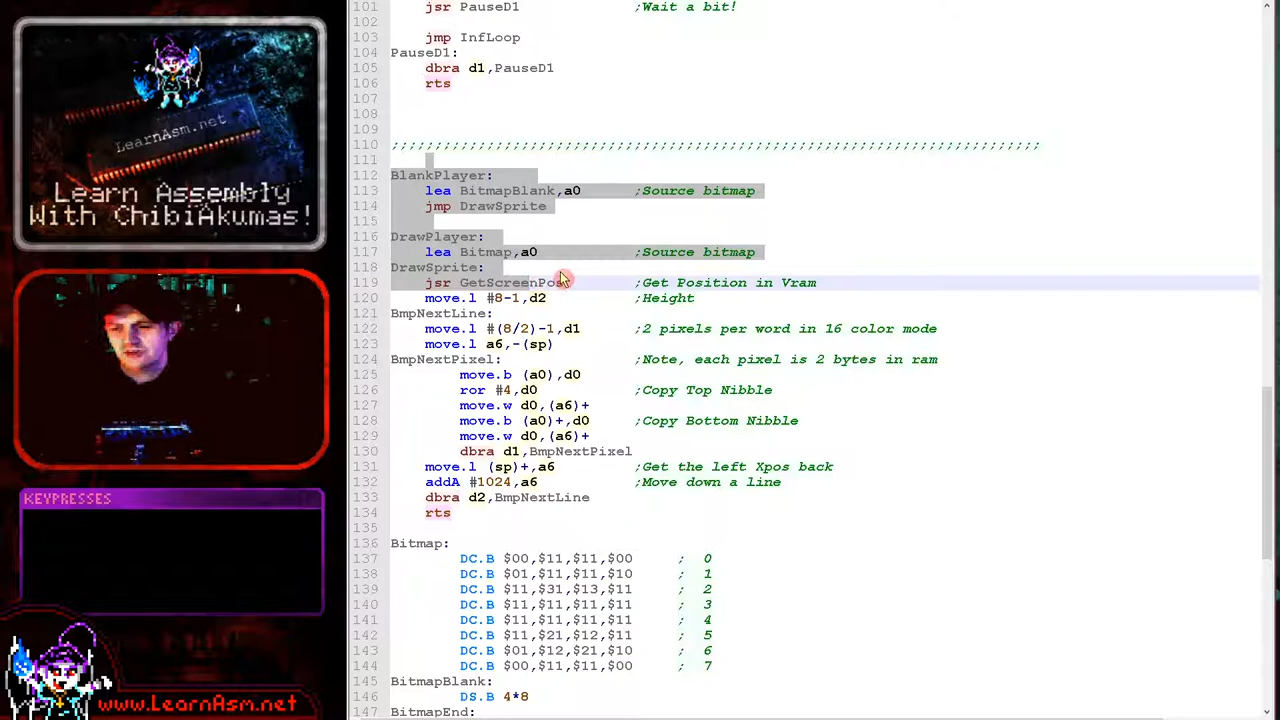 LearnAsm.net
Learn Assembly
With ChibiAkumas!
KEYPRESSES
www.LearnAsm.net
101 jsr PauseD1 ;Wait a bit!
102
103 jmp InfLoop
104 PauseD1:
105 dbra d1,PauseD1
106 rts
107
108
109
110 ;;;;;;;;;;;;;;;;;;;;;;;;;;;;;;;;;;;;;;;;;;;;;;;;;;;;;;;;;;;;;;;;;;;;;;;;;;;
111
112 BlankPlayer:
113 lea BitmapBlank,a0 ;Source bitmap
114 jmp DrawSprite
115
116 DrawPlayer:
117 lea Bitmap,a0 ;Source bitmap
118 DrawSprite:
119 jsr GetScreenPos ;Get Position in Vram
120 move.l #8-1,d2 ;Height
121 BmpNextLine:
122 move.l #(8/2)-1,d1 ;2 pixels per word in 16 color mode
123 move.l a6,-(sp)
124 BmpNextPixel: ;Note, each pixel is 2 bytes in ram
125 move.b (a0),d0
126 ror #4,d0 ;Copy Top Nibble
127 move.w d0,(a6)+
128 move.b (a0)+,d0 ;Copy Bottom Nibble
129 move.w d0,(a6)+
130 dbra d1,BmpNextPixel
131 move.l (sp)+,a6 ;Get the left Xpos back
132 addA #1024,a6 ;Move down a line
133 dbra d2,BmpNextLine
134 rts
135
136 Bitmap:
137 DC.B $00,$11,$11,$00 ; 0
138 DC.B $01,$11,$11,$10 ; 1
139 DC.B $11,$31,$13,$11 ; 2
140 DC.B $11,$11,$11,$11 ; 3
141 DC.B $11,$11,$11,$11 ; 4
142 DC.B $11,$21,$12,$11 ; 5
143 DC.B $01,$12,$21,$10 ; 6
144 DC.B $00,$11,$11,$00 ; 7
145 BitmapBlank:
146 DS.B 4*8
147 BitmapEnd: